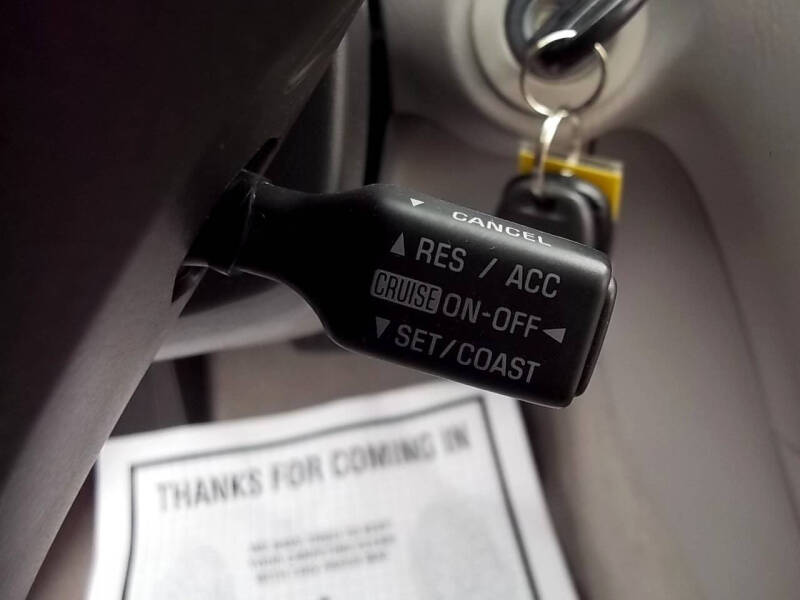 ▼ CANCEL
▲ RES / ACC
CRUISE ON-OFF ◄
▼ SET/COAST
THANKS FOR COMING IN